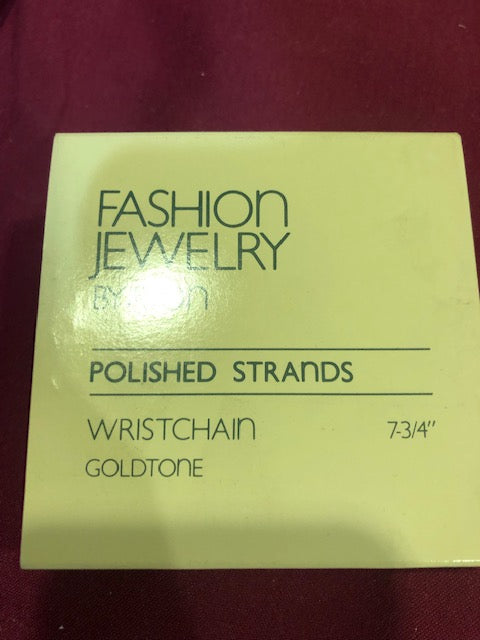 FASHION
JEWELRY
BY
POLISHED STRANDS
WRISTCHAIN 7-3/4"
GOLDTONE